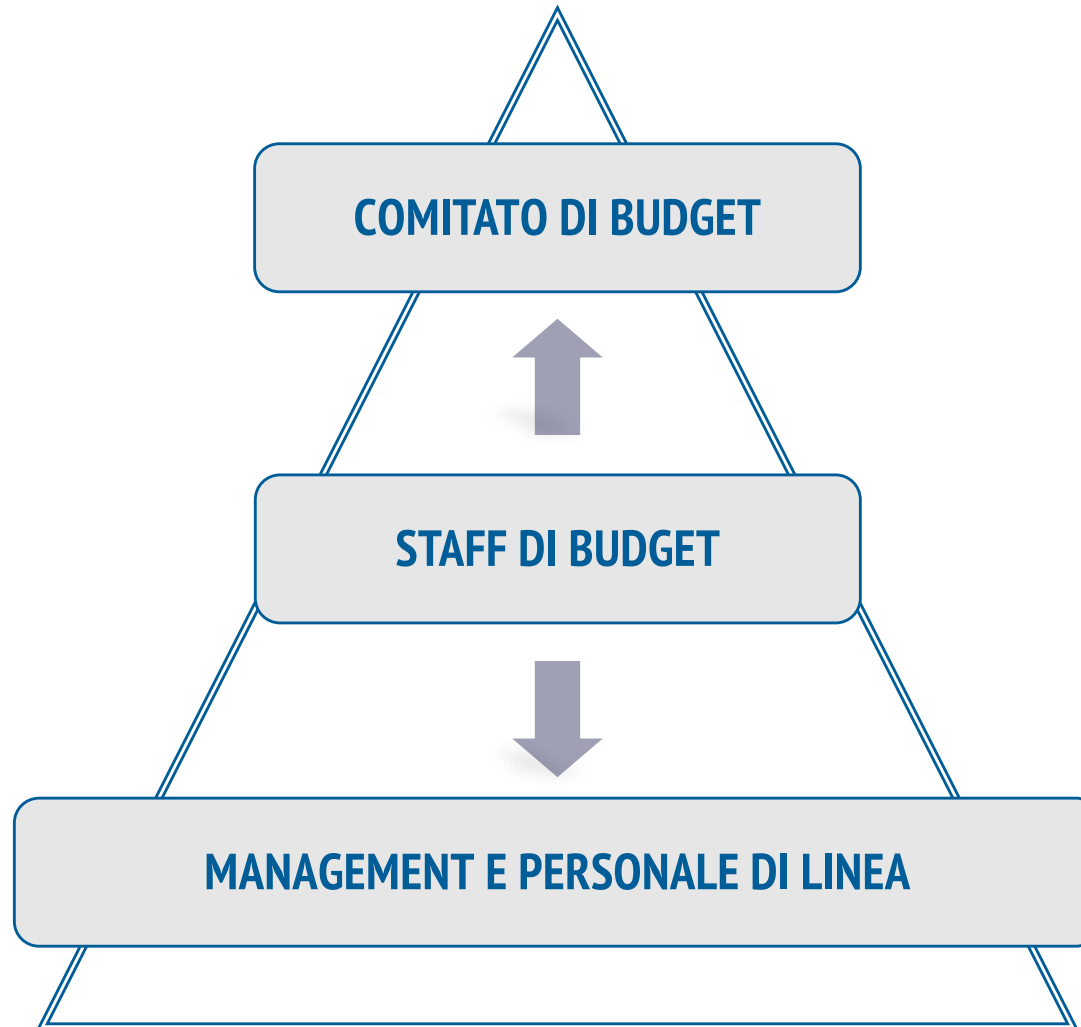 COMITATO DI BUDGET
STAFF DI BUDGET
MANAGEMENT E PERSONALE DI LINEA